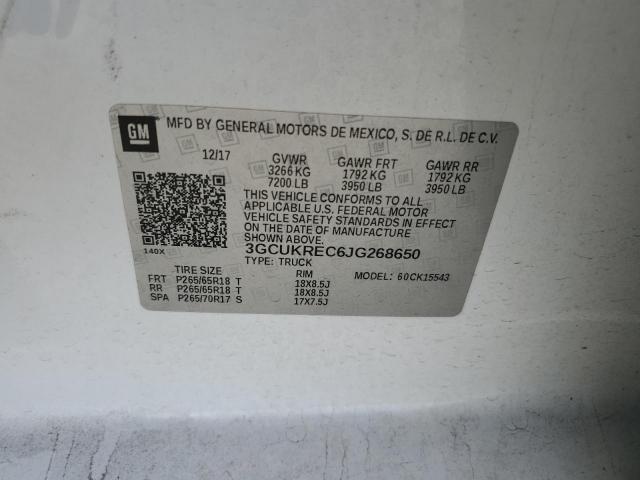 GM MFD BY GENERAL MOTORS DE MEXICO, S. DE R.L. DE C.V.
12/17 GVWR GAWR FRT GAWR RR
3266 KG 1792 KG 1792 KG
7200 LB 3950 LB 3950 LB
THIS VEHICLE CONFORMS TO ALL
APPLICABLE U.S. FEDERAL MOTOR
VEHICLE SAFETY STANDARDS IN EFFECT
ON THE DATE OF MANUFACTURE
SHOWN ABOVE.
140X 3GCUKREC6JG268650
TYPE: TRUCK MODEL: 60CK15543
TIRE SIZE RIM
FRT P265/65R18 T 18X8.5J
RR P265/65R18 T 18X8.5J
SPA P265/70R17 S 17X7.5J